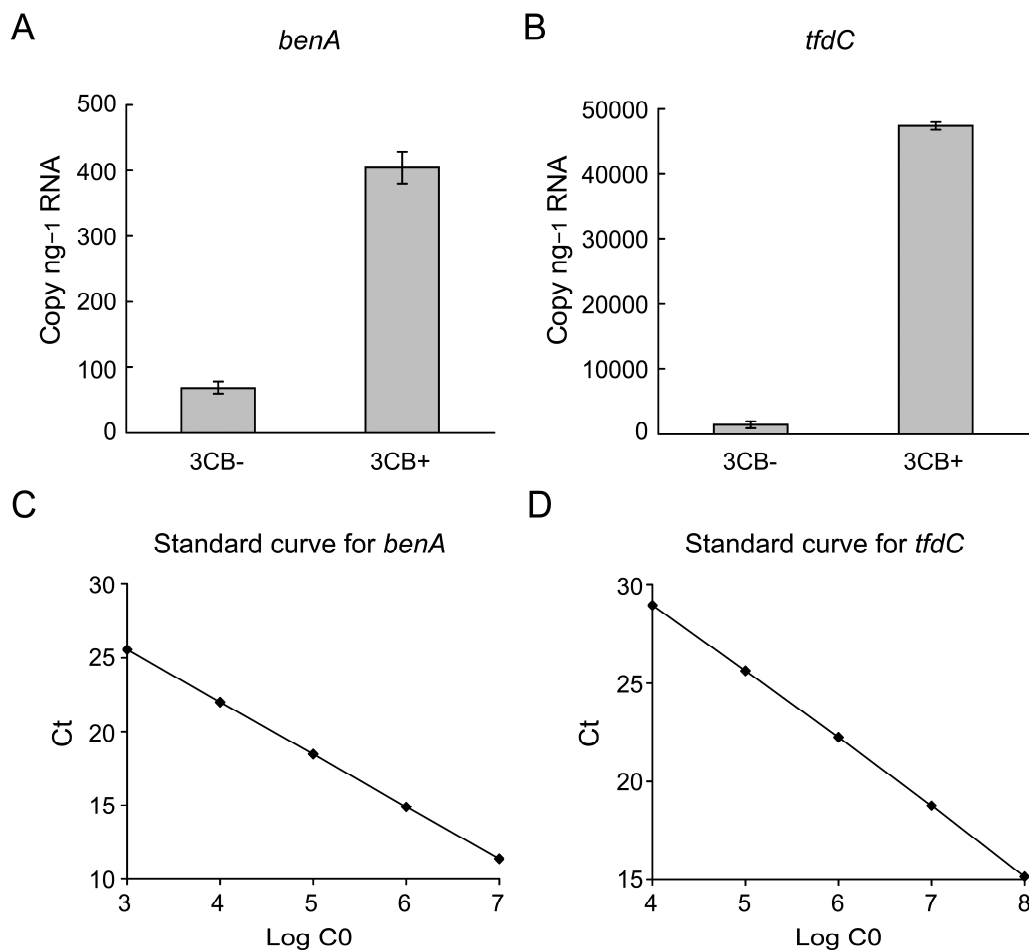 A
benA
Copy ng–1 RNA
500
400
300
200
100
0
3CB-
3CB+
B
tfdC
Copy ng–1 RNA
50000
40000
30000
20000
10000
0
3CB-
3CB+
C
Standard curve for benA
Ct
30
25
20
15
10
3
4
5
6
7
Log C0
D
Standard curve for tfdC
Ct
30
25
20
15
4
5
6
7
8
Log C0